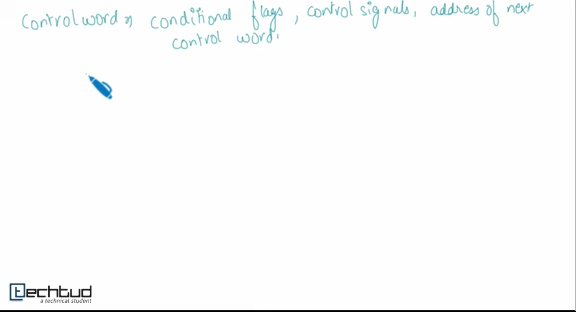 control word → conditional flags, control signals, address of next
control word.
techtud
a technical student